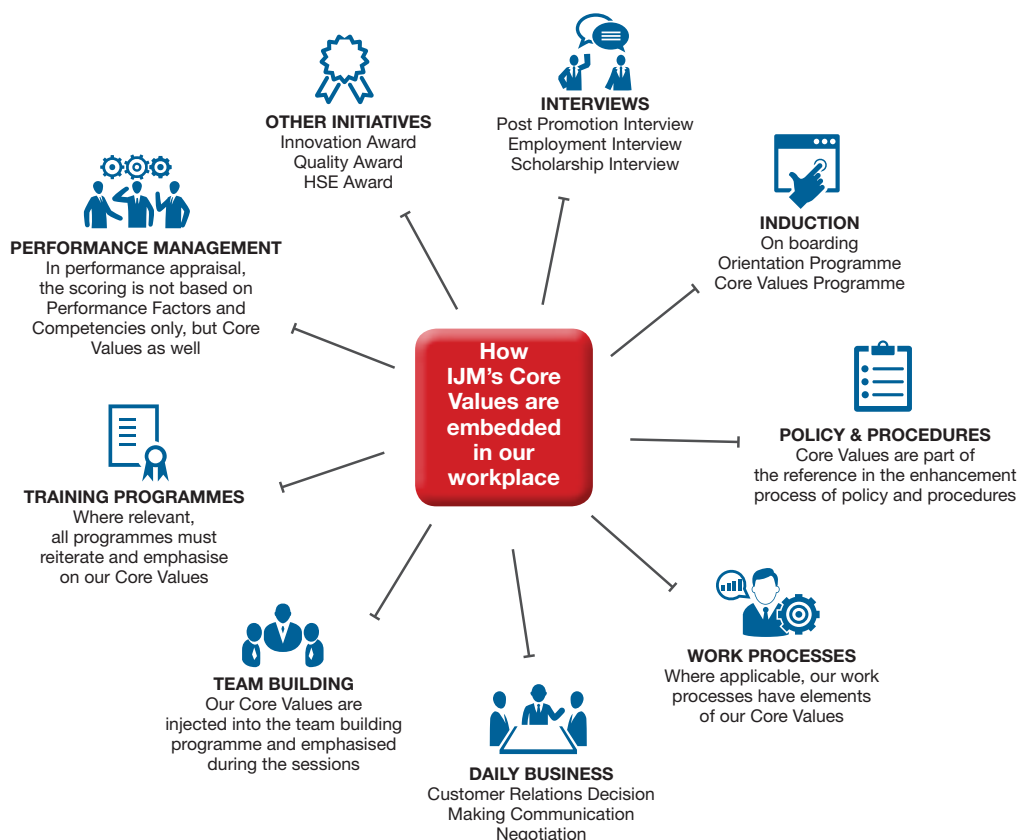 How
IJM's Core
Values are
embedded
in our
workplace
INTERVIEWS
Post Promotion Interview
Employment Interview
Scholarship Interview
INDUCTION
On boarding
Orientation Programme
Core Values Programme
POLICY & PROCEDURES
Core Values are part of
the reference in the enhancement
process of policy and procedures
WORK PROCESSES
Where applicable, our work
processes have elements
of our Core Values
DAILY BUSINESS
Customer Relations Decision
Making Communication
Negotiation
TEAM BUILDING
Our Core Values are
injected into the team building
programme and emphasised
during the sessions
TRAINING PROGRAMMES
Where relevant,
all programmes must
reiterate and emphasise
on our Core Values
PERFORMANCE MANAGEMENT
In performance appraisal,
the scoring is not based on
Performance Factors and
Competencies only, but Core
Values as well
OTHER INITIATIVES
Innovation Award
Quality Award
HSE Award